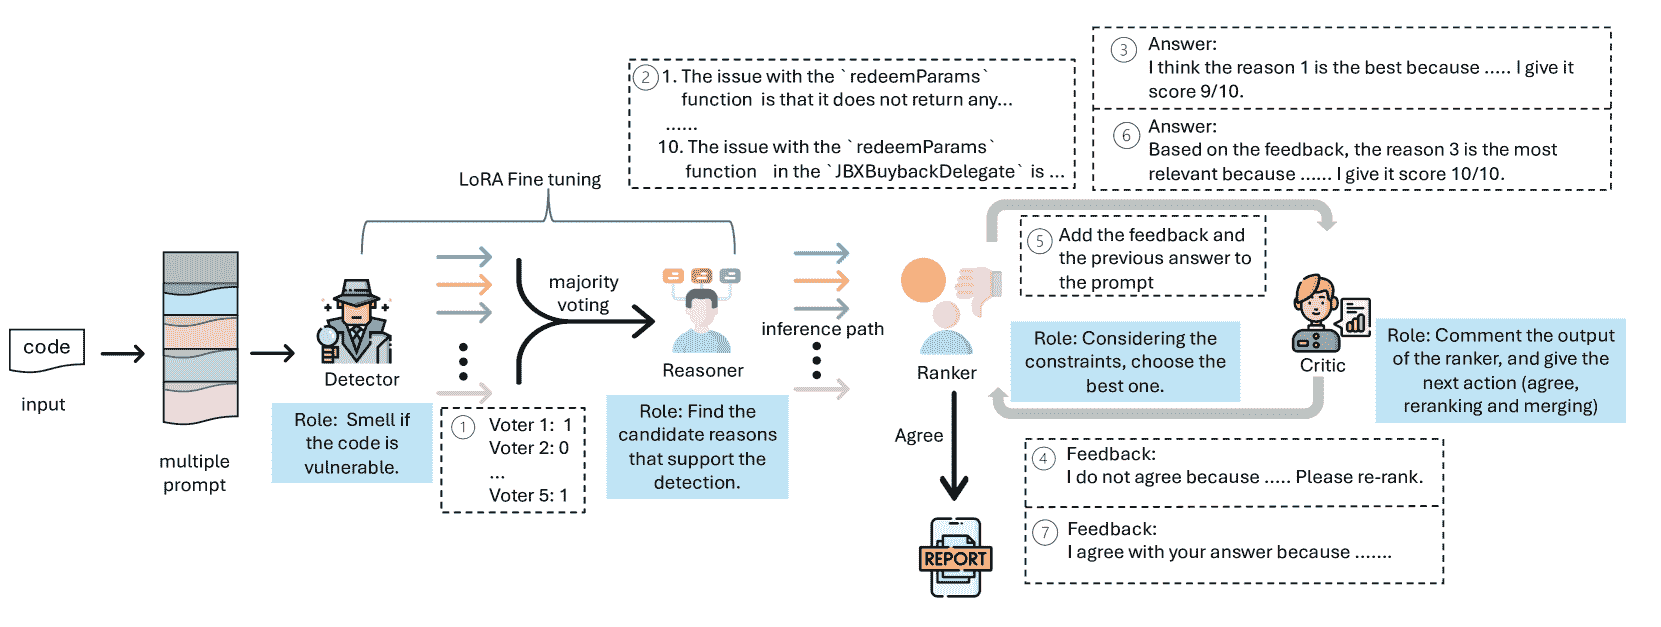 code
input
multiple
prompt
LoRA Fine tuning
Detector
Role: Smell if
the code is
vulnerable.
majority
voting
1 Voter 1: 1
Voter 2: 0
...
Voter 5: 1
Reasoner
Role: Find the
candidate reasons
that support the
detection.
2 1. The issue with the `redeemParams`
function is that it does not return any...
......
10. The issue with the `redeemParams`
function in the `JBXBuybackDelegate` is ...
inference path
Ranker
Role: Considering the
constraints, choose the
best one.
3 Answer:
I think the reason 1 is the best because ..... I give it
score 9/10.
6 Answer:
Based on the feedback, the reason 3 is the most
relevant because ...... I give it score 10/10.
5 Add the feedback and
the previous answer to
the prompt
Critic
Role: Comment the output
of the ranker, and give the
next action (agree,
reranking and merging)
Agree
4 Feedback:
I do not agree because ..... Please re-rank.
7 Feedback:
I agree with your answer because .......
REPORT